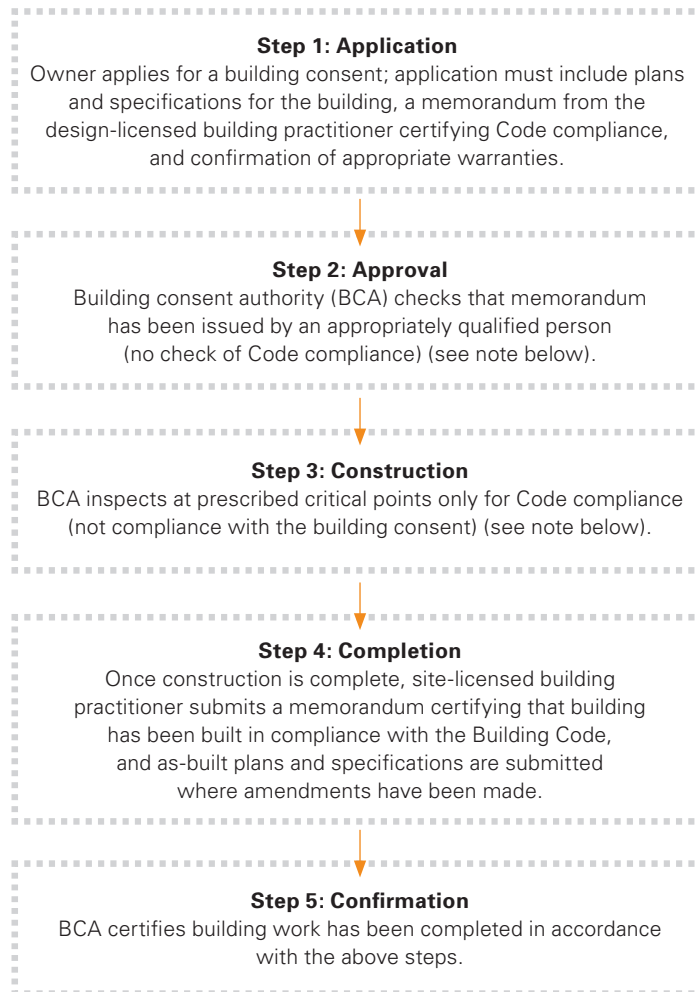 Step 1: Application
Owner applies for a building consent; application must include plans
and specifications for the building, a memorandum from the
design-licensed building practitioner certifying Code compliance,
and confirmation of appropriate warranties.
Step 2: Approval
Building consent authority (BCA) checks that memorandum
has been issued by an appropriately qualified person
(no check of Code compliance) (see note below).
Step 3: Construction
BCA inspects at prescribed critical points only for Code compliance
(not compliance with the building consent) (see note below).
Step 4: Completion
Once construction is complete, site-licensed building
practitioner submits a memorandum certifying that building
has been built in compliance with the Building Code,
and as-built plans and specifications are submitted
where amendments have been made.
Step 5: Confirmation
BCA certifies building work has been completed in accordance
with the above steps.